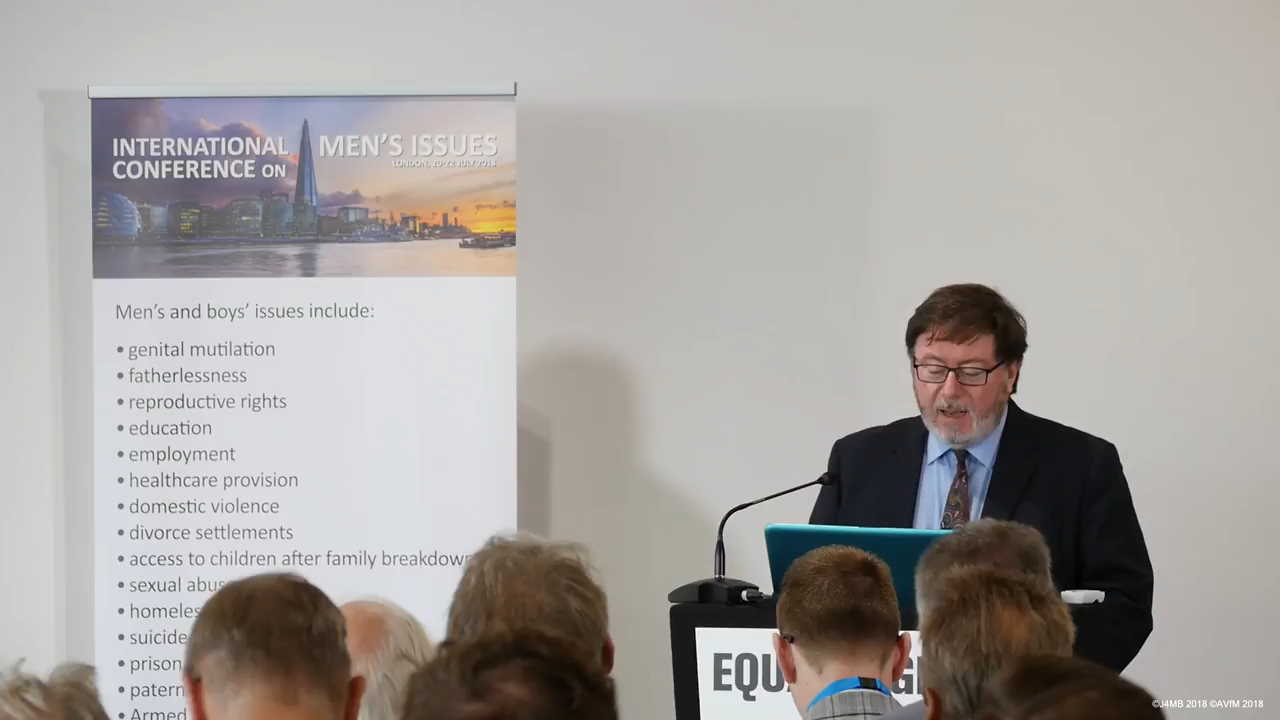 INTERNATIONAL MEN'S ISSUES
CONFERENCE ON
LONDON, 20-22 JULY 2018
Men's and boys' issues include:
• genital mutilation
• fatherlessness
• reproductive rights
• education
• employment
• healthcare provision
• domestic violence
• divorce settlements
• access to children after family breakdown
• sexual abus
• homeles
• suicide
• prison
• patern
• Armed
EQU
©J4MB 2018 ©AVfM 2018